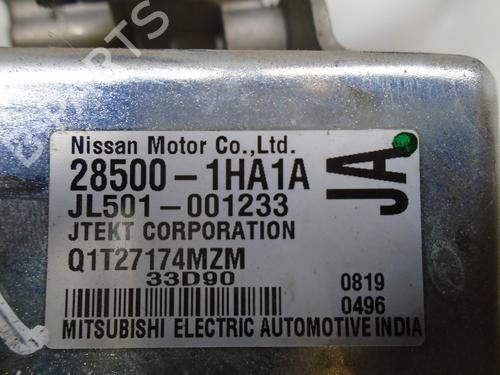 Nissan Motor Co.,Ltd.
28500-1HA1A
JA
JL501-001233
JTEKT CORPORATION
Q1T27174MZM
33D90
0819
0496
MITSUBISHI ELECTRIC AUTOMOTIVE INDIA